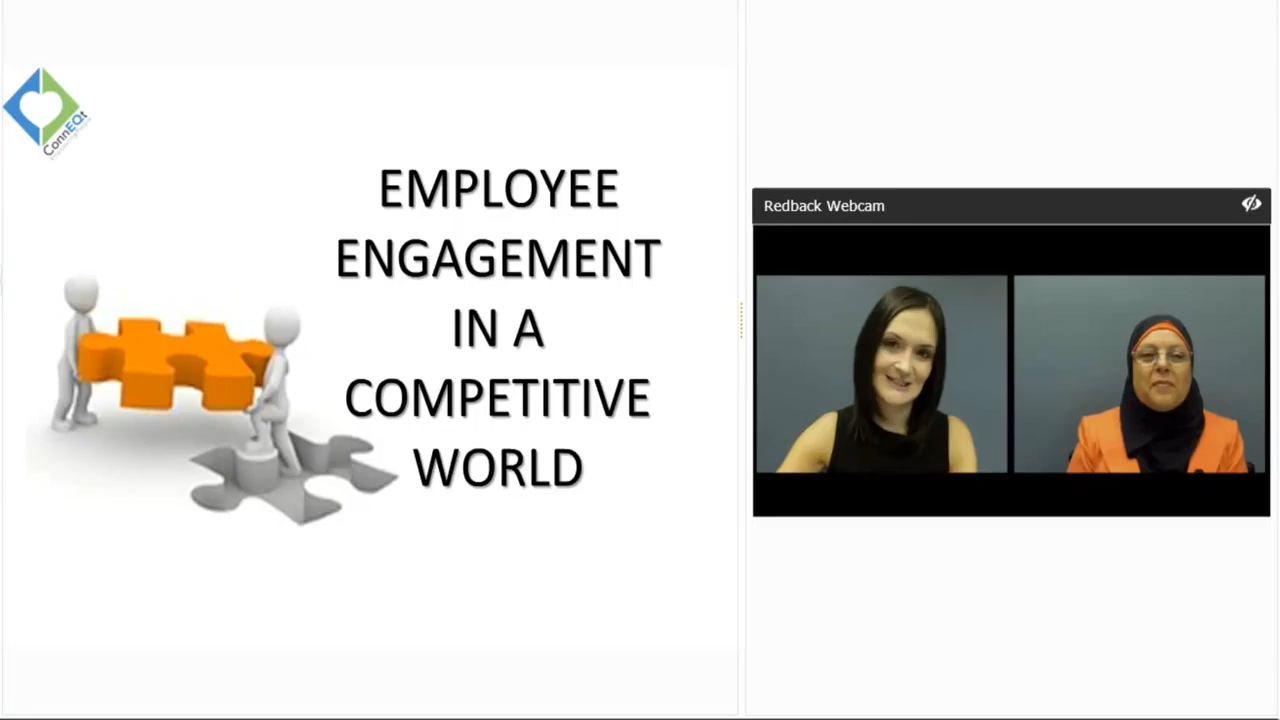 ConnEQt
EMPLOYEE
ENGAGEMENT
IN A
COMPETITIVE
WORLD
Redback Webcam